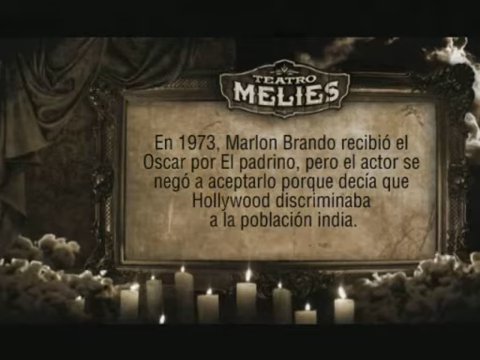 TEATRO
MELIES
En 1973, Marlon Brando recibió el
Oscar por El padrino, pero el actor se
negó a aceptarlo porque decía que
Hollywood discriminaba
a la población india.